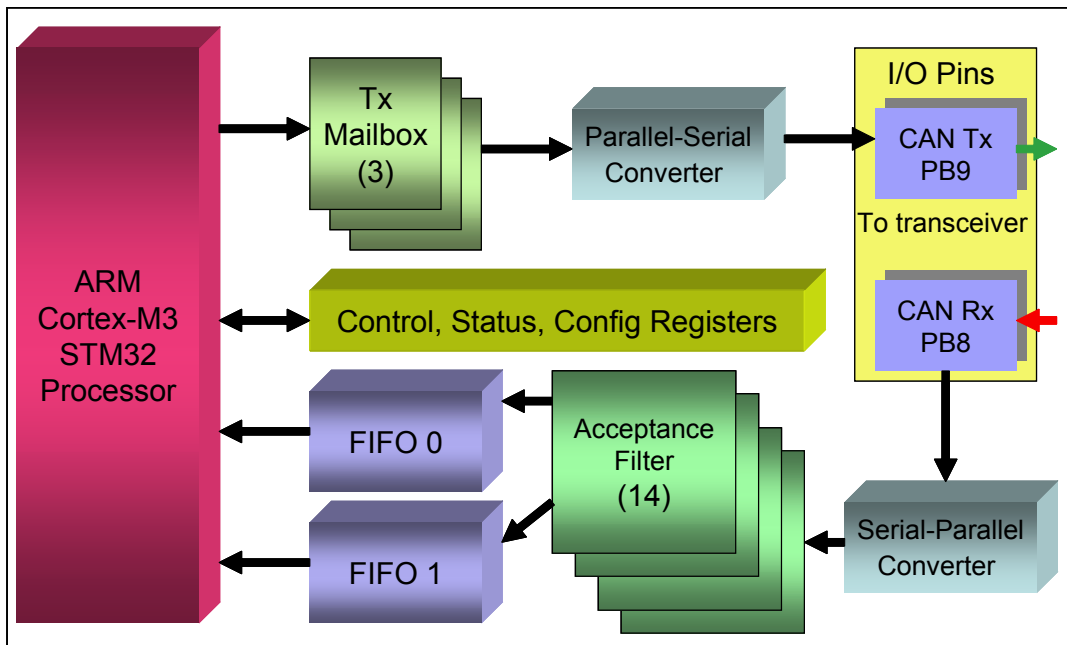 ARM
Cortex-M3
STM32
Processor
Tx
Mailbox
(3)
Parallel-Serial
Converter
I/O Pins
CAN Tx
PB9
To transceiver
CAN Rx
PB8
Control, Status, Config Registers
FIFO 0
FIFO 1
Acceptance
Filter
(14)
Serial-Parallel
Converter